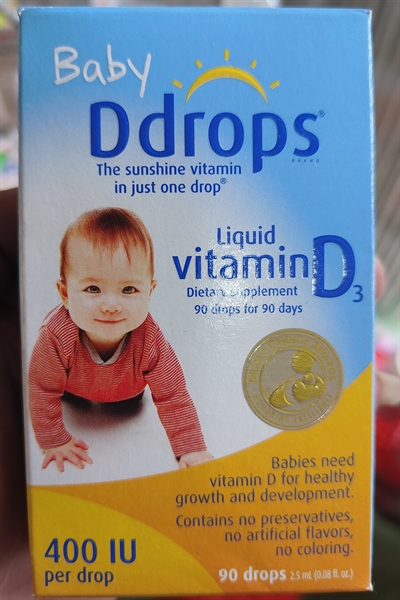 Baby
Ddrops®
BRAND
The sunshine vitamin
in just one drop®
Liquid
vitamin D3
Dietary Supplement
90 drops for 90 days
Babies need
vitamin D for healthy
growth and development.
Contains no preservatives,
no artificial flavors,
no coloring.
400 IU
per drop
90 drops 2.5 mL (0.08 fl. oz.)